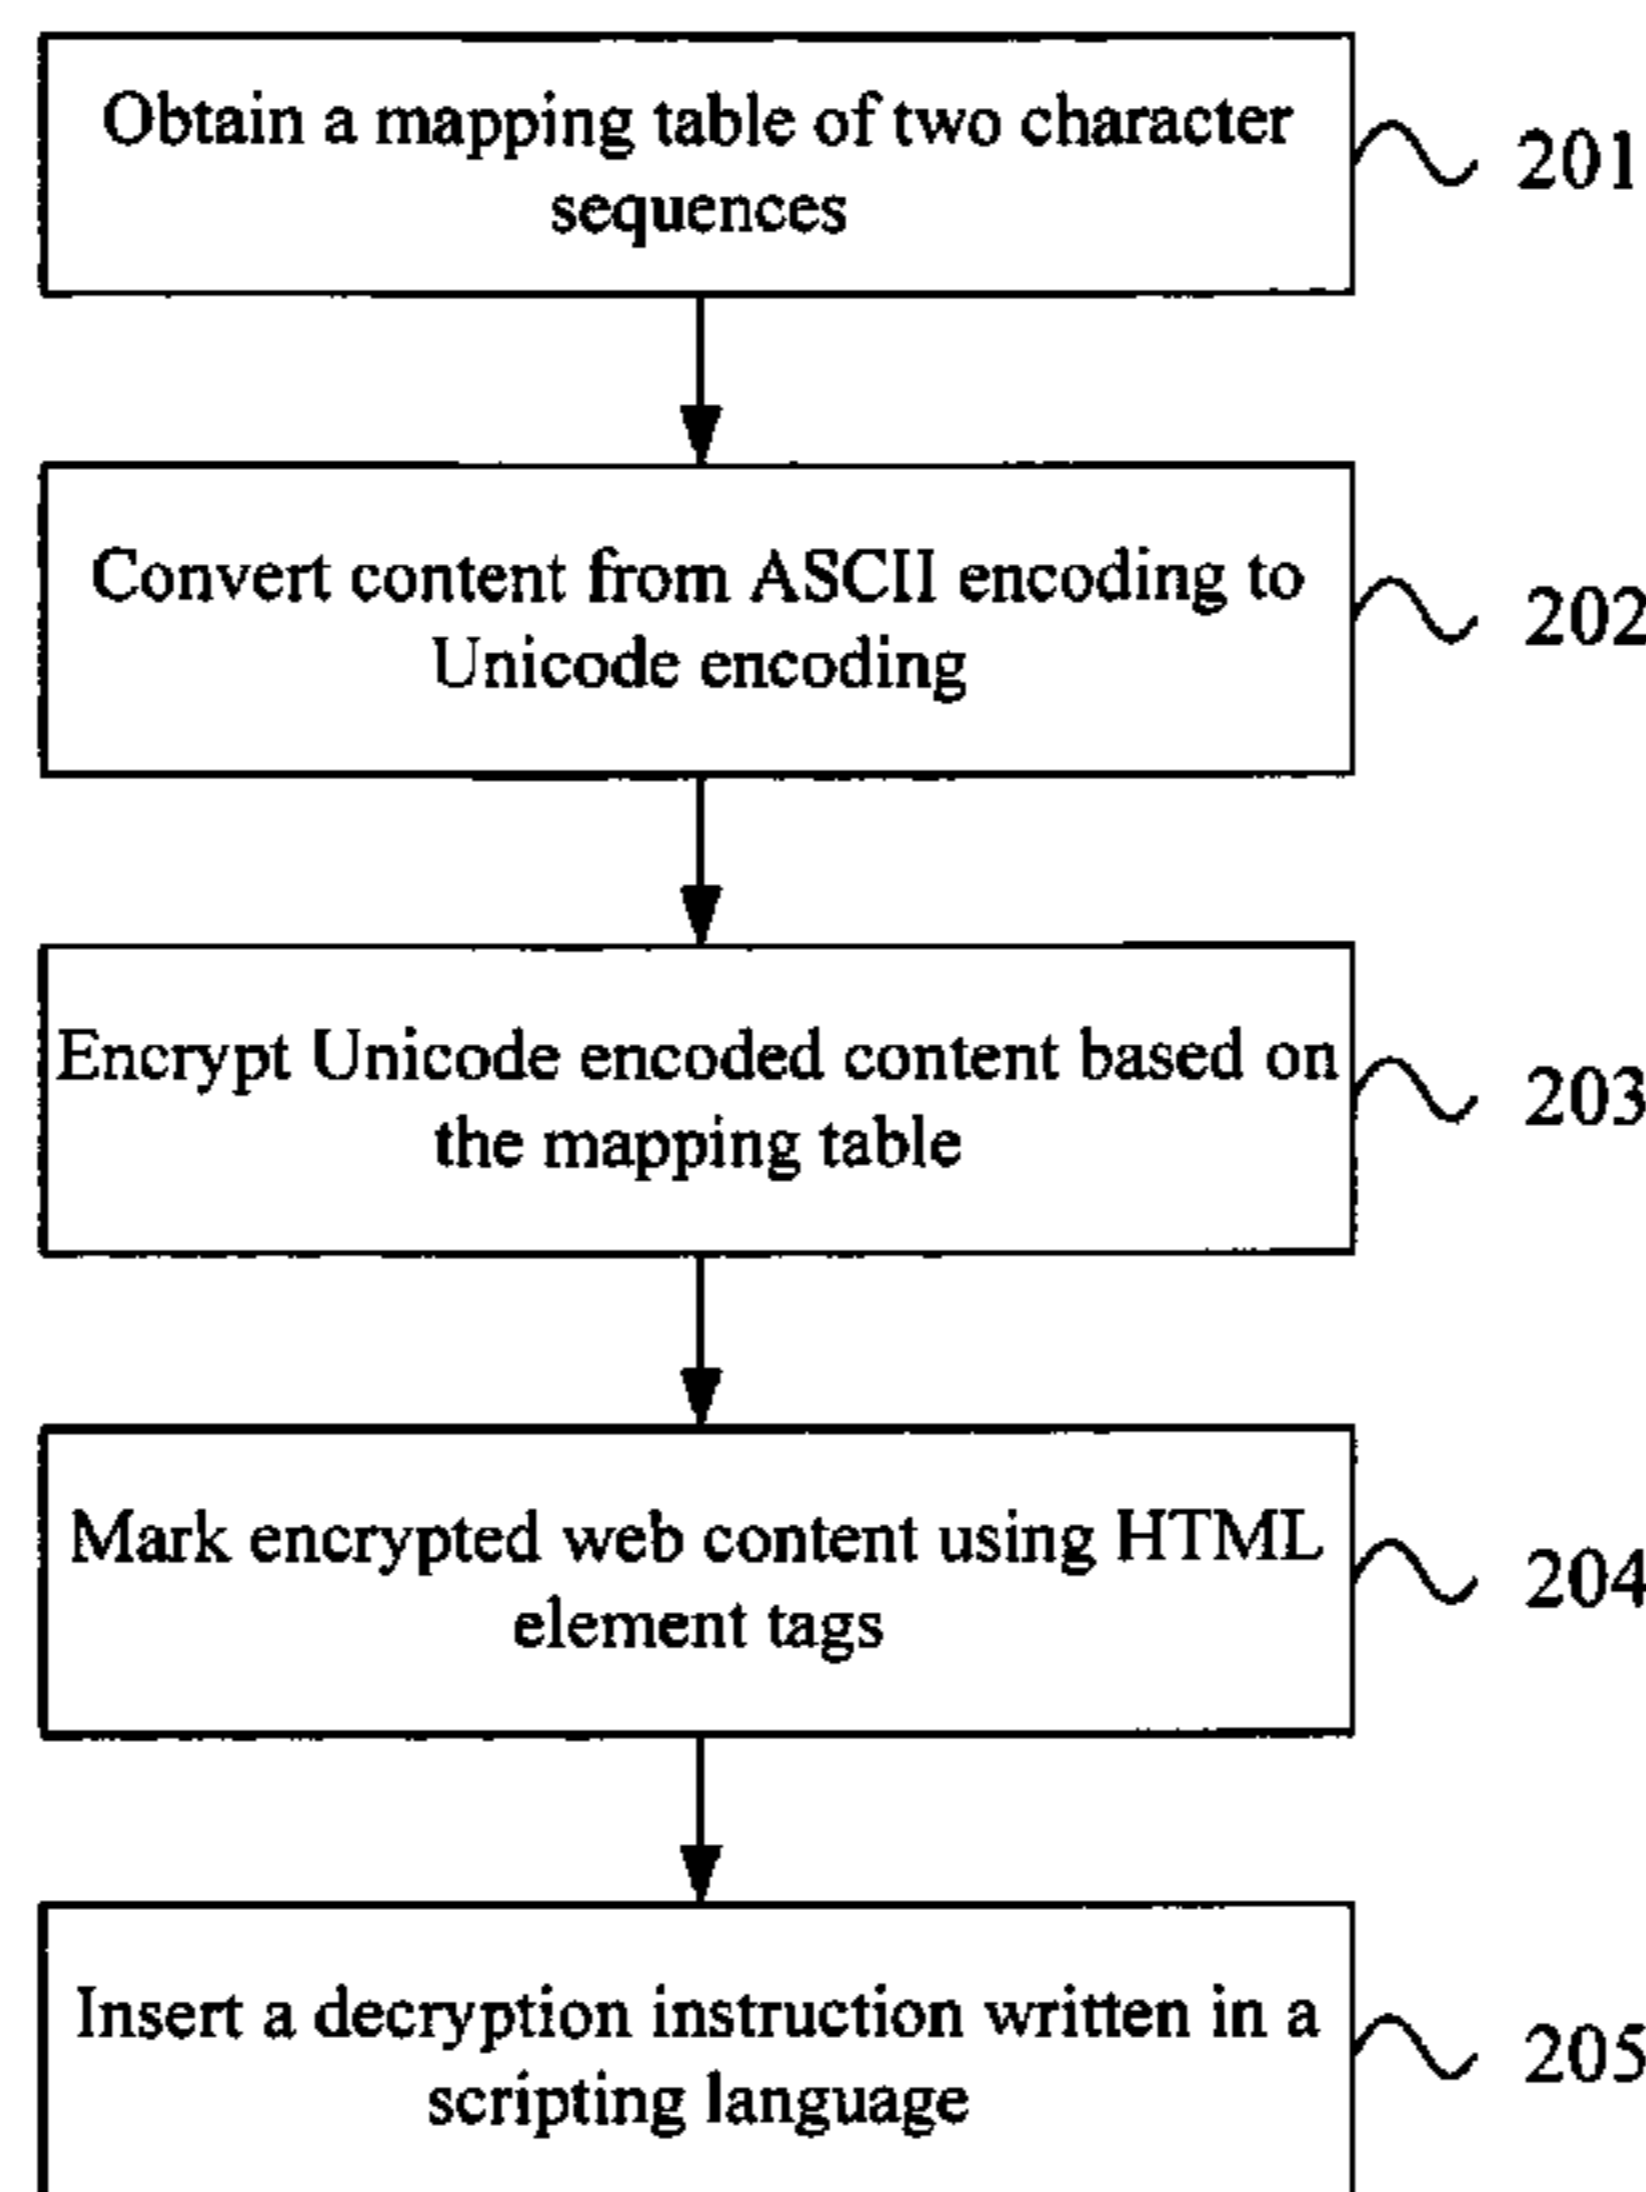 Obtain a mapping table of two character
sequences
201
Convert content from ASCII encoding to
Unicode encoding
202
Encrypt Unicode encoded content based on
the mapping table
203
Mark encrypted web content using HTML
element tags
204
Insert a decryption instruction written in a
scripting language
205